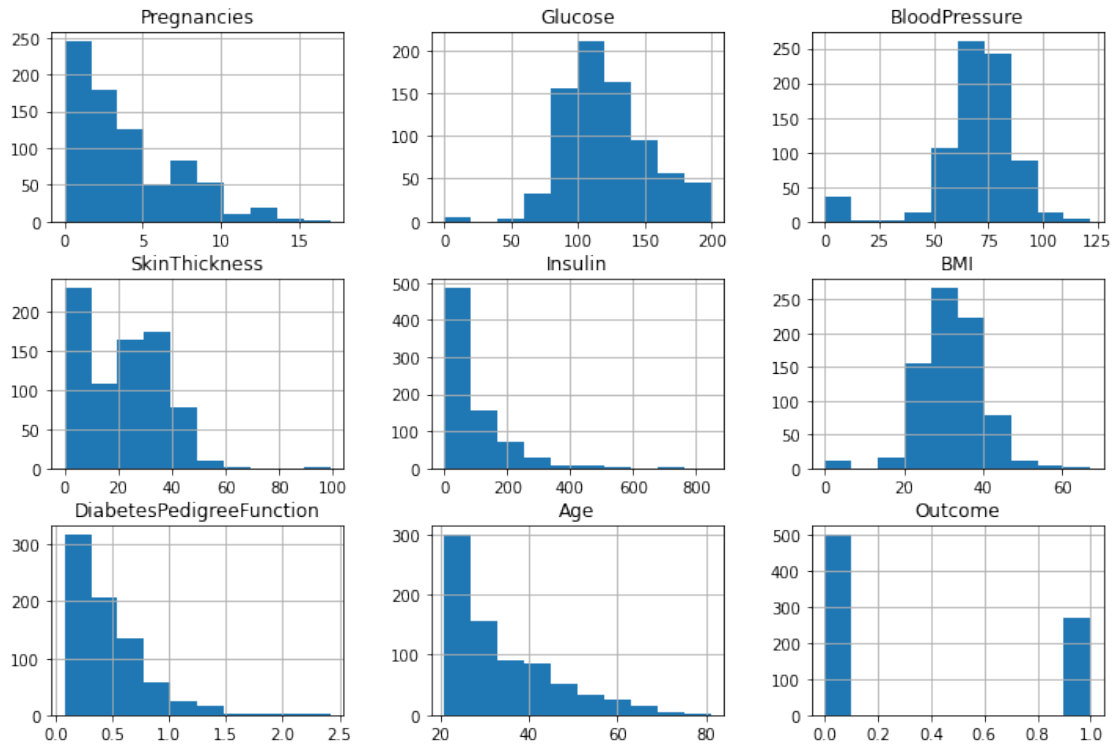 Pregnancies
250
200
150
100
50
0
0 5 10 15
Glucose
200
150
100
50
0
0 50 100 150 200
BloodPressure
250
200
150
100
50
0
0 25 50 75 100 125
SkinThickness
200
150
100
50
0
0 20 40 60 80 100
Insulin
500
400
300
200
100
0
0 200 400 600 800
BMI
250
200
150
100
50
0
0 20 40 60
DiabetesPedigreeFunction
300
200
100
0
0.0 0.5 1.0 1.5 2.0 2.5
Age
300
200
100
0
20 40 60 80
Outcome
500
400
300
200
100
0
0.0 0.2 0.4 0.6 0.8 1.0